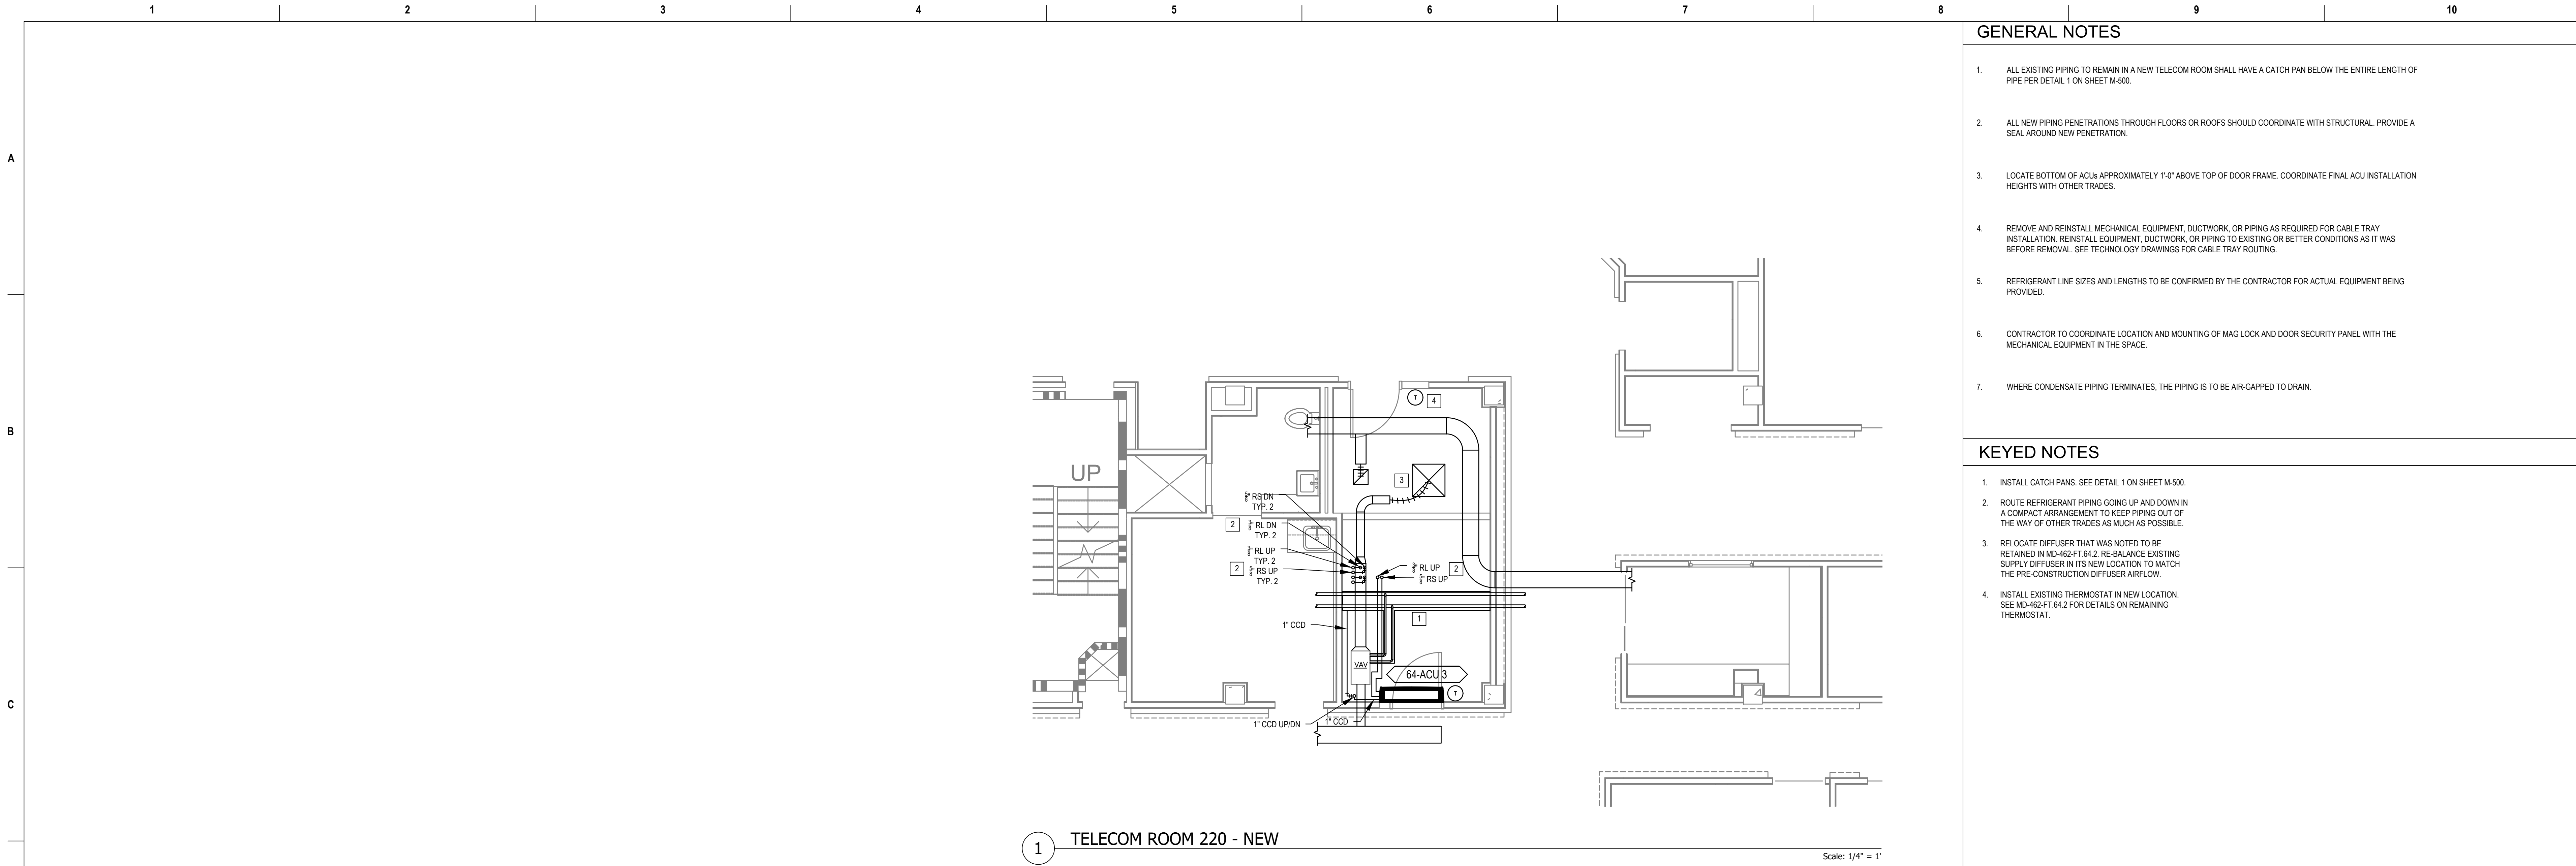 1 2 3 4 5 6 7 8 9 10
A
B
C
UP
RS DN
TYP. 2
2
RL DN
TYP. 2
RL UP
TYP. 2
2
RS UP
TYP. 2
T
4
3
RL UP
2
RS UP
1" CCD
1
VAV
64-ACU 3
T
1" CCD UP/DN
1" CCD
1
TELECOM ROOM 220 - NEW
Scale: 1/4" = 1'
GENERAL NOTES
1. ALL EXISTING PIPING TO REMAIN IN A NEW TELECOM ROOM SHALL HAVE A CATCH PAN BELOW THE ENTIRE LENGTH OF
PIPE PER DETAIL 1 ON SHEET M-500.
2. ALL NEW PIPING PENETRATIONS THROUGH FLOORS OR ROOFS SHOULD COORDINATE WITH STRUCTURAL. PROVIDE A
SEAL AROUND NEW PENETRATION.
3. LOCATE BOTTOM OF ACUs APPROXIMATELY 1'-0" ABOVE TOP OF DOOR FRAME. COORDINATE FINAL ACU INSTALLATION
HEIGHTS WITH OTHER TRADES.
4. REMOVE AND REINSTALL MECHANICAL EQUIPMENT, DUCTWORK, OR PIPING AS REQUIRED FOR CABLE TRAY
INSTALLATION. REINSTALL EQUIPMENT, DUCTWORK, OR PIPING TO EXISTING OR BETTER CONDITIONS AS IT WAS
BEFORE REMOVAL. SEE TECHNOLOGY DRAWINGS FOR CABLE TRAY ROUTING.
5. REFRIGERANT LINE SIZES AND LENGTHS TO BE CONFIRMED BY THE CONTRACTOR FOR ACTUAL EQUIPMENT BEING
PROVIDED.
6. CONTRACTOR TO COORDINATE LOCATION AND MOUNTING OF MAG LOCK AND DOOR SECURITY PANEL WITH THE
MECHANICAL EQUIPMENT IN THE SPACE.
7. WHERE CONDENSATE PIPING TERMINATES, THE PIPING IS TO BE AIR-GAPPED TO DRAIN.
KEYED NOTES
1. INSTALL CATCH PANS. SEE DETAIL 1 ON SHEET M-500.
2. ROUTE REFRIGERANT PIPING GOING UP AND DOWN IN
A COMPACT ARRANGEMENT TO KEEP PIPING OUT OF
THE WAY OF OTHER TRADES AS MUCH AS POSSIBLE.
3. RELOCATE DIFFUSER THAT WAS NOTED TO BE
RETAINED IN MD-462-FT.64.2. RE-BALANCE EXISTING
SUPPLY DIFFUSER IN ITS NEW LOCATION TO MATCH
THE PRE-CONSTRUCTION DIFFUSER AIRFLOW.
4. INSTALL EXISTING THERMOSTAT IN NEW LOCATION.
SEE MD-462-FT.64.2 FOR DETAILS ON REMAINING
THERMOSTAT.